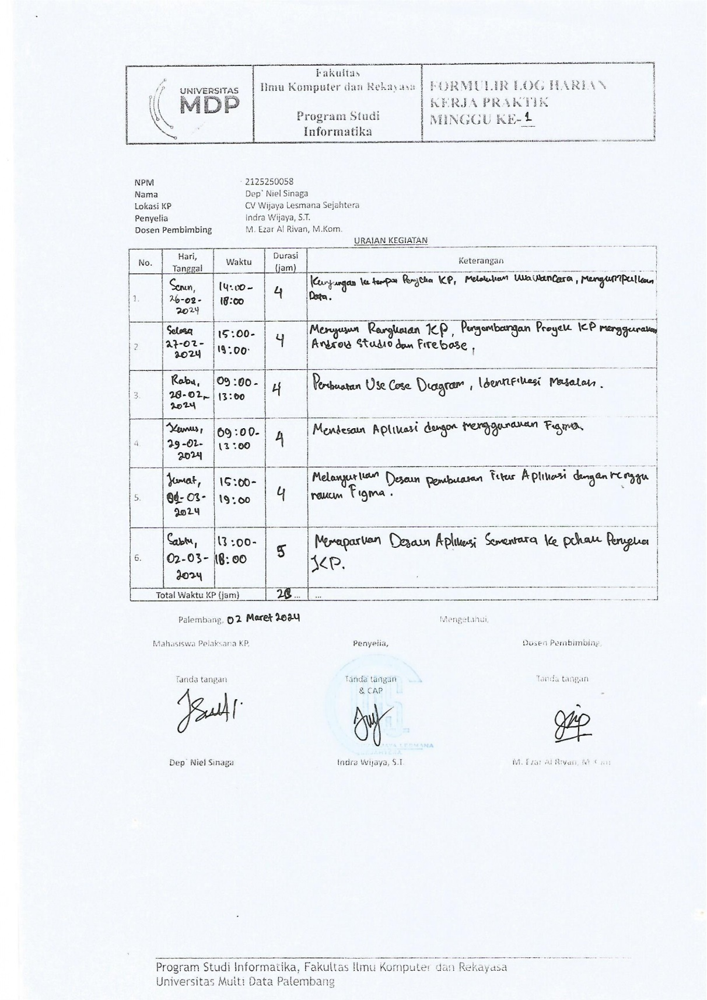 UNIVERSITAS
MDP
Fakultas
Ilmu Komputer dan Rekayasa
Program Studi
Informatika
FORMULIR LOG HARIAN
KERJA PRAKTIK
MINGGU KE-1
NPM 2125250058
Nama Dep` Niel Sinaga
Lokasi KP CV Wijaya Lesmana Sejahtera
Penyelia Indra Wijaya, S.T.
Dosen Pembimbing M. Ezar Al Rivan, M.Kom.
URAIAN KEGIATAN
No. Hari, Tanggal Waktu Durasi (jam) Keterangan
1. Senin, 26-02-2024 14:00-18:00 4 Kunjungan ke tempat Penyelia KP, Melakukan Wawancara, Mengumpulkan
Data.
2 Selasa 27-02-2024 15:00-19:00 4 Menyusun Rangkaian KP, Pengembangan Proyek KP menggunakan
Android Studio dan Firebase.
3. Rabu, 28-02-2024 09:00-13:00 4 Pembuatan Use Case Diagram, Identifikasi Masalah.
4. Kamis, 29-02-2024 09:00-13:00 4 Mendesain Aplikasi dengan menggunakan Figma.
5. Jumat, 01-03-2024 15:00-19:00 4 Melanjutkan Desain pembuatan Fitur Aplikasi dengan menggu
nakan Figma.
6. Sabtu, 02-03-2024 13:00-18:00 5 Memaparkan Desain Aplikasi Sementara Ke pihak Penyelia
KP.
Total Waktu KP (jam) ... ...
Palembang, 02 Maret 2024 Mengetahui,
Mahasiswa Pelaksana KP, Penyelia, Dosen Pembimbing,
Tanda tangan Tanda tangan Tanda tangan
& CAP
LESMANA
Dep` Niel Sinaga Indra Wijaya, S.T. M. Ezar Al Rivan, M.Kom
Program Studi Informatika, Fakultas Ilmu Komputer dan Rekayasa
Universitas Multi Data Palembang